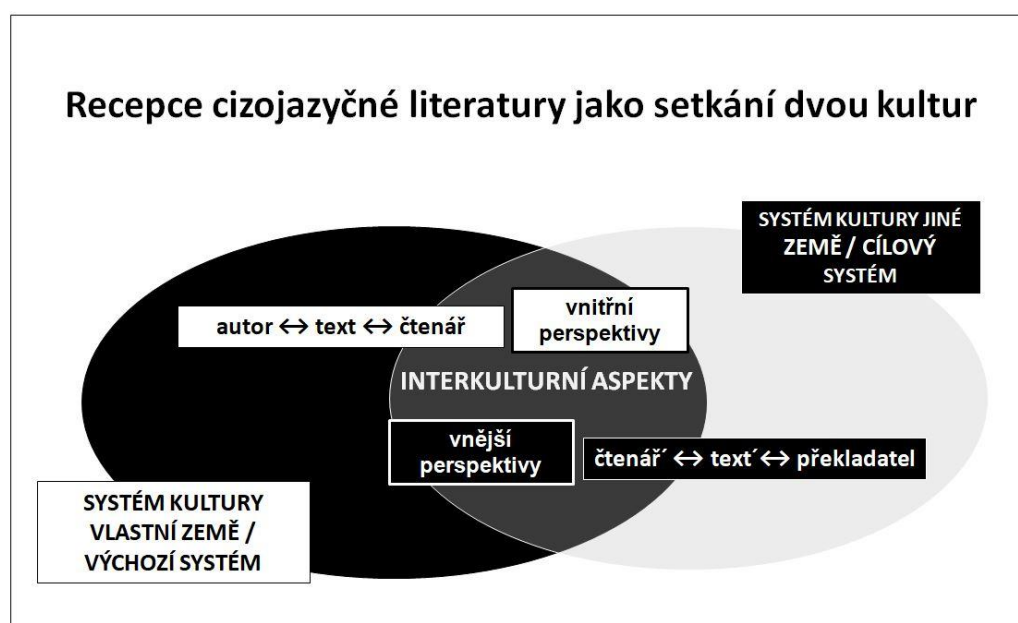 Recepce cizojazyčné literatury jako setkání dvou kultur
SYSTÉM KULTURY JINÉ
ZEMĚ / CÍLOVÝ
SYSTÉM
autor ↔ text ↔ čtenář
vnitřní
perspektivy
INTERKULTURNÍ ASPEKTY
vnější
perspektivy
čtenář´ ↔ text´ ↔ překladatel
SYSTÉM KULTURY
VLASTNÍ ZEMĚ /
VÝCHOZÍ SYSTÉM